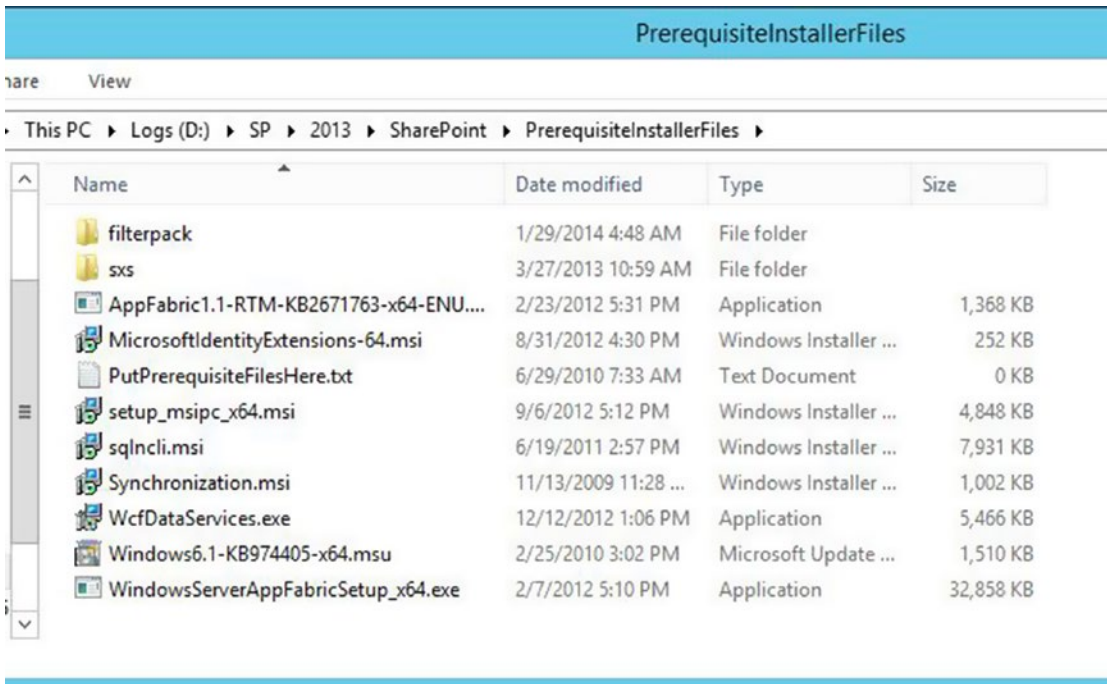 PrerequisiteInstallerFiles
hare View
This PC Logs (D:) SP 2013 SharePoint PrerequisiteInstallerFiles
Name Date modified Type Size
filterpack 1/29/2014 4:48 AM File folder
sxs 3/27/2013 10:59 AM File folder
AppFabric1.1-RTM-KB2671763-x64-ENU.... 2/23/2012 5:31 PM Application 1,368 KB
MicrosoftIdentityExtensions-64.msi 8/31/2012 4:30 PM Windows Installer ... 252 KB
PutPrerequisiteFilesHere.txt 6/29/2010 7:33 AM Text Document 0 KB
setup_msipc_x64.msi 9/6/2012 5:12 PM Windows Installer ... 4,848 KB
sqlncli.msi 6/19/2011 2:57 PM Windows Installer ... 7,931 KB
Synchronization.msi 11/13/2009 11:28 ... Windows Installer ... 1,002 KB
WcfDataServices.exe 12/12/2012 1:06 PM Application 5,466 KB
Windows6.1-KB974405-x64.msu 2/25/2010 3:02 PM Microsoft Update ... 1,510 KB
WindowsServerAppFabricSetup_x64.exe 2/7/2012 5:10 PM Application 32,858 KB